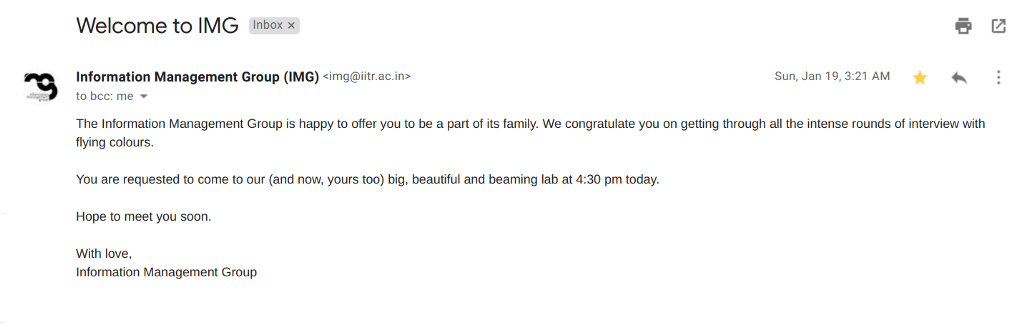 Welcome to IMG Inbox ×
Information Management Group (IMG) <img@iitr.ac.in> Sun, Jan 19, 3:21 AM
to bcc: me
The Information Management Group is happy to offer you to be a part of its family. We congratulate you on getting through all the intense rounds of interview with
flying colours.
You are requested to come to our (and now, yours too) big, beautiful and beaming lab at 4:30 pm today.
Hope to meet you soon.
With love,
Information Management Group